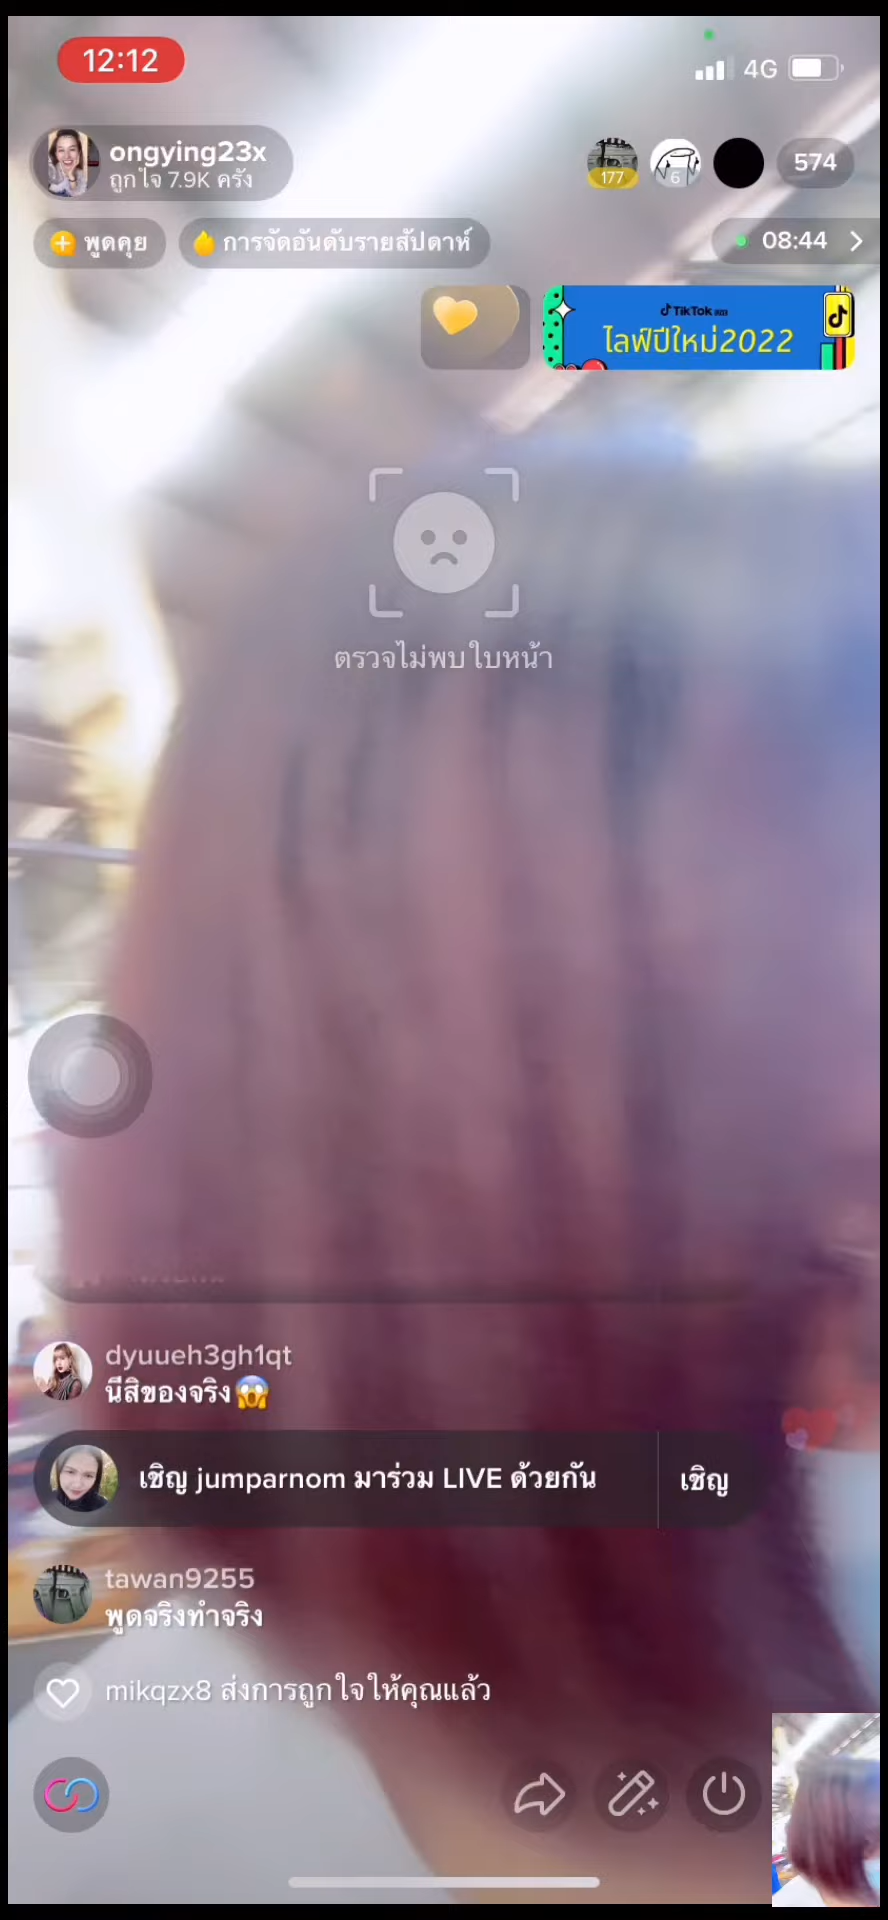 12:12
4G
ongying23x
ถูกใจ 7.9K ครั้ง
177
6
574
พูดคุย
การจัดอันดับรายสัปดาห์
08:44
TikTok
ไลฟ์ปีใหม่2022
ตรวจไม่พบใบหน้า
dyuueh3gh1qt
นี่สิของจริง😱
เชิญ jumparnom มาร่วม LIVE ด้วยกัน
เชิญ
tawan9255
พูดจริงทำจริง
mikqzx8 ส่งการถูกใจให้คุณแล้ว